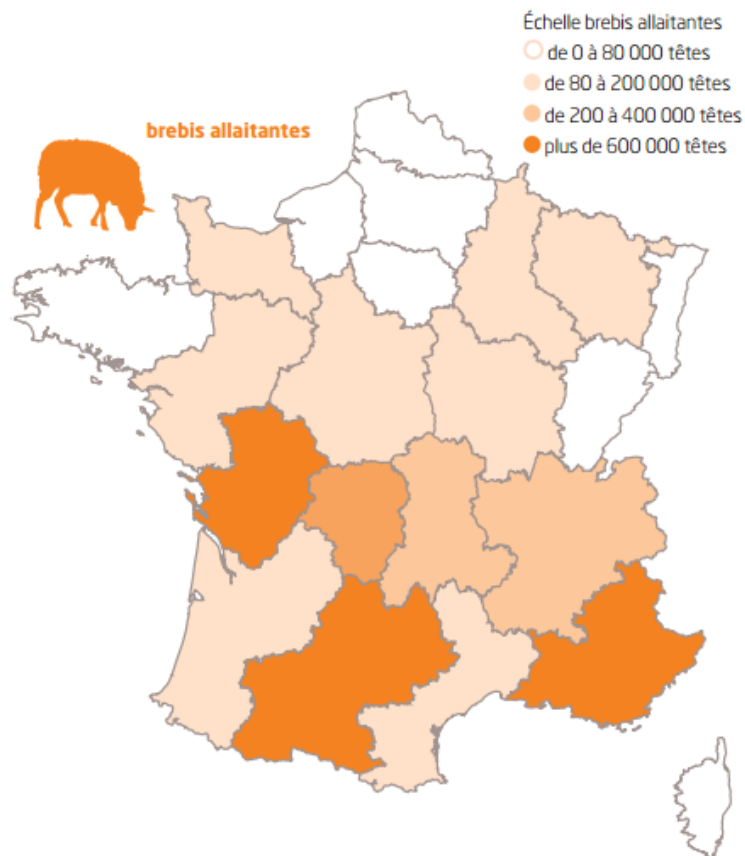 Échelle brebis allaitantes
de 0 à 80 000 têtes
de 80 à 200 000 têtes
de 200 à 400 000 têtes
plus de 600 000 têtes
brebis allaitantes